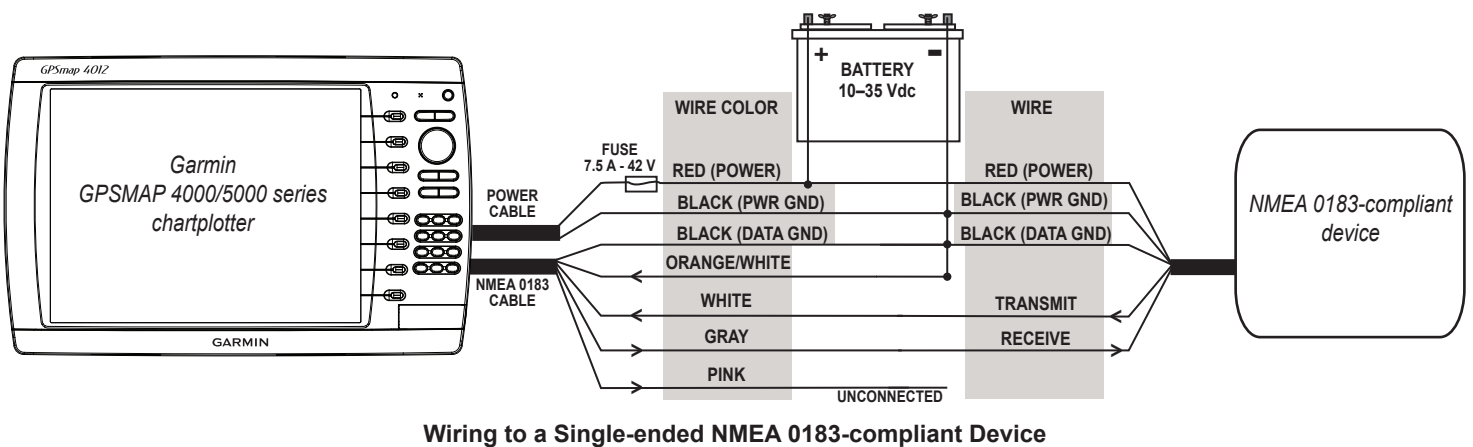 GPSmap 4012
Garmin
GPSMAP 4000/5000 series
chartplotter
GARMIN
POWER
CABLE
NMEA 0183
CABLE
FUSE
7.5 A - 42 V
WIRE COLOR
RED (POWER)
BLACK (PWR GND)
BLACK (DATA GND)
ORANGE/WHITE
WHITE
GRAY
PINK
+
-
BATTERY
10–35 Vdc
UNCONNECTED
WIRE
RED (POWER)
BLACK (PWR GND)
BLACK (DATA GND)
TRANSMIT
RECEIVE
NMEA 0183-compliant
device
Wiring to a Single-ended NMEA 0183-compliant Device